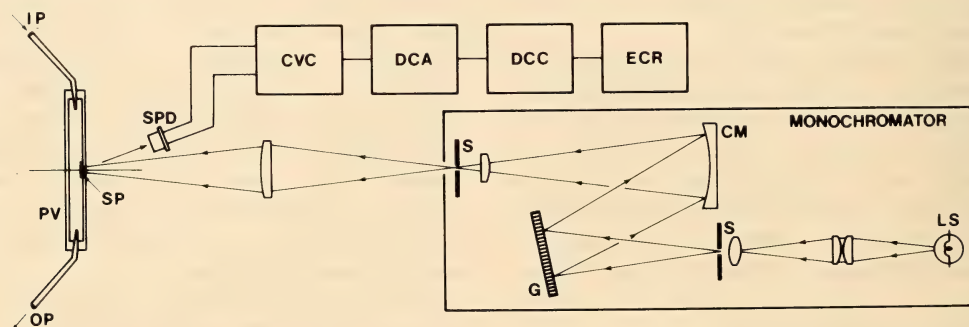 IP
CVC
DCA
DCC
ECR
SPD
MONOCHROMATOR
CM
S
SP
PV
S
LS
G
OP